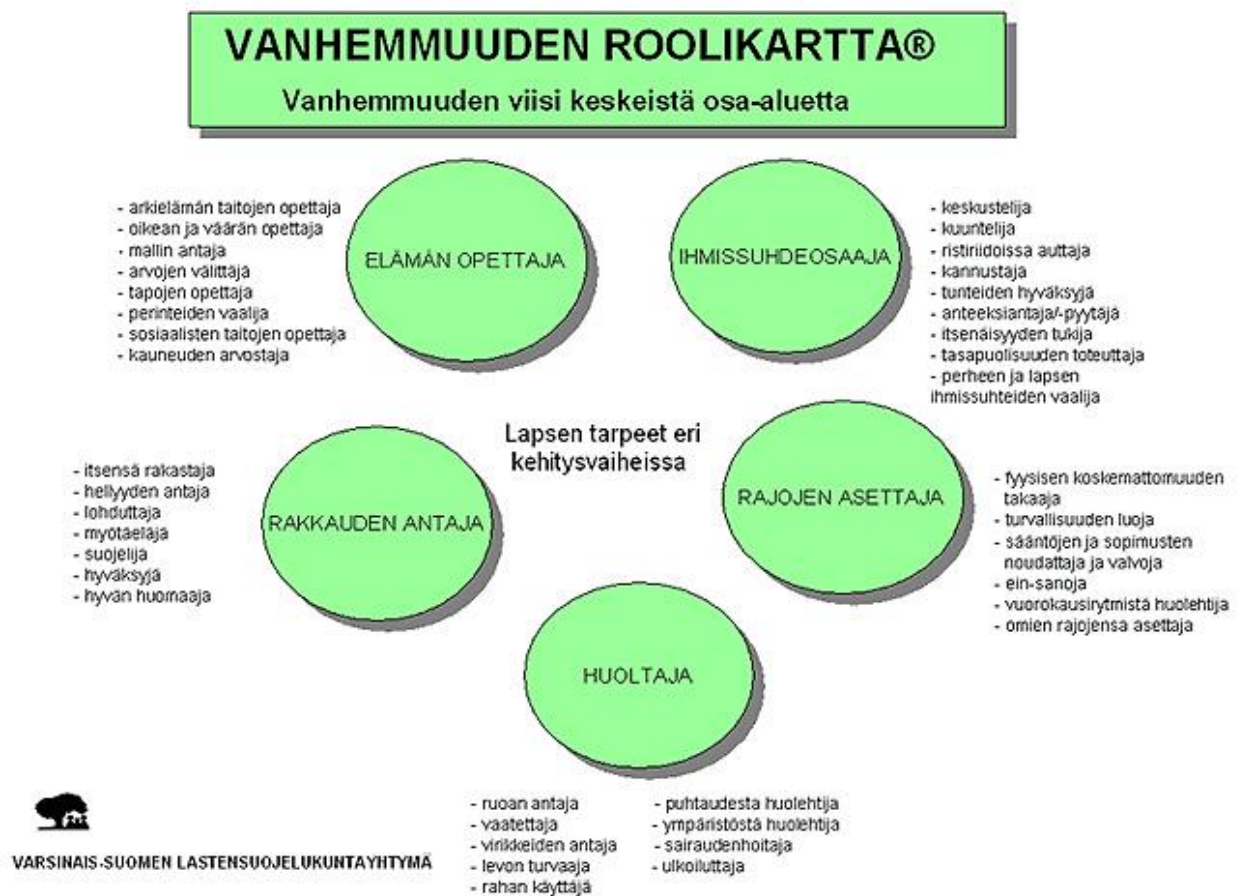 VANHEMMUUDEN ROOLIKARTTA®
Vanhemmuuden viisi keskeistä osa-aluetta
ELÄMÄN OPETTAJA
- arkielämän taitojen opettaja
- oikean ja väärän opettaja
- mallin antaja
- arvojen välittäjä
- tapojen opettaja
- perinteiden vaalija
- sosiaalisten taitojen opettaja
- kauneuden arvostaja
IHMISSUHDEOSAAJA
- keskustelija
- kuuntelija
- ristiriidoissa auttaja
- kannustaja
- tunteiden hyväksyjä
- anteeksiantaja/-pyytäjä
- itsenäisyyden tukija
- tasapuolisuuden toteuttaja
- perheen ja lapsen
ihmissuhteiden vaalija
Lapsen tarpeet eri
kehitysvaiheissa
RAKKAUDEN ANTAJA
- itsensä rakastaja
- hellyyden antaja
- lohduttaja
- myötäeläjä
- suojelija
- hyväksyjä
- hyvän huomaaja
RAJOJEN ASETTAJA
- fyysisen koskemattomuuden
takaaja
- turvallisuuden luoja
- sääntöjen ja sopimusten
noudattaja ja valvoja
- ein-sanoja
- vuorokausirytmistä huolehtija
- omien rajojensa asettaja
HUOLTAJA
- ruoan antaja
- vaatettaja
- virikkeiden antaja
- levon turvaaja
- rahan käyttäjä
- puhtaudesta huolehtija
- ympäristöstä huolehtija
- sairaudenhoitaja
- ulkoiluttaja
VARSINAIS-SUOMEN LASTENSUOJELUKUNTAYHTYMÄ